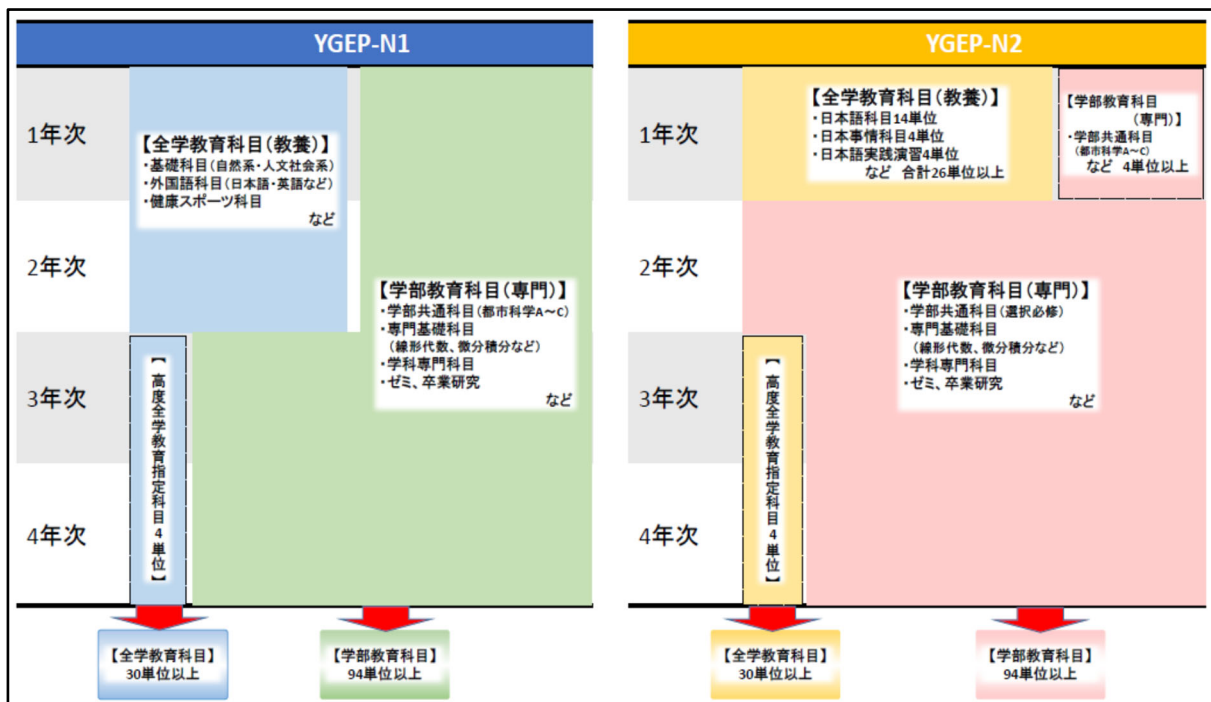 YGEP-N1
1年次
2年次
3年次
4年次
【全学教育科目(教養)】
・基礎科目(自然系・人文社会系)
・外国語科目(日本語・英語など)
・健康スポーツ科目
など
【学部教育科目(専門)】
・学部共通科目(都市科学A～C)
・専門基礎科目
(線形代数、微分積分など)
・学科専門科目
・ゼミ、卒業研究
など
【高度全学教育指定科目4単位】
【全学教育科目】
30単位以上
【学部教育科目】
94単位以上
YGEP-N2
1年次
2年次
3年次
4年次
【全学教育科目(教養)】
・日本語科目14単位
・日本事情科目4単位
・日本語実践演習4単位
など 合計26単位以上
【学部教育科目
(専門)】
・学部共通科目
(都市科学A～C)
など 4単位以上
【学部教育科目(専門)】
・学部共通科目(選択必修)
・専門基礎科目
(線形代数、微分積分など)
・学科専門科目
・ゼミ、卒業研究
など
【高度全学教育指定科目4単位】
【全学教育科目】
30単位以上
【学部教育科目】
94単位以上